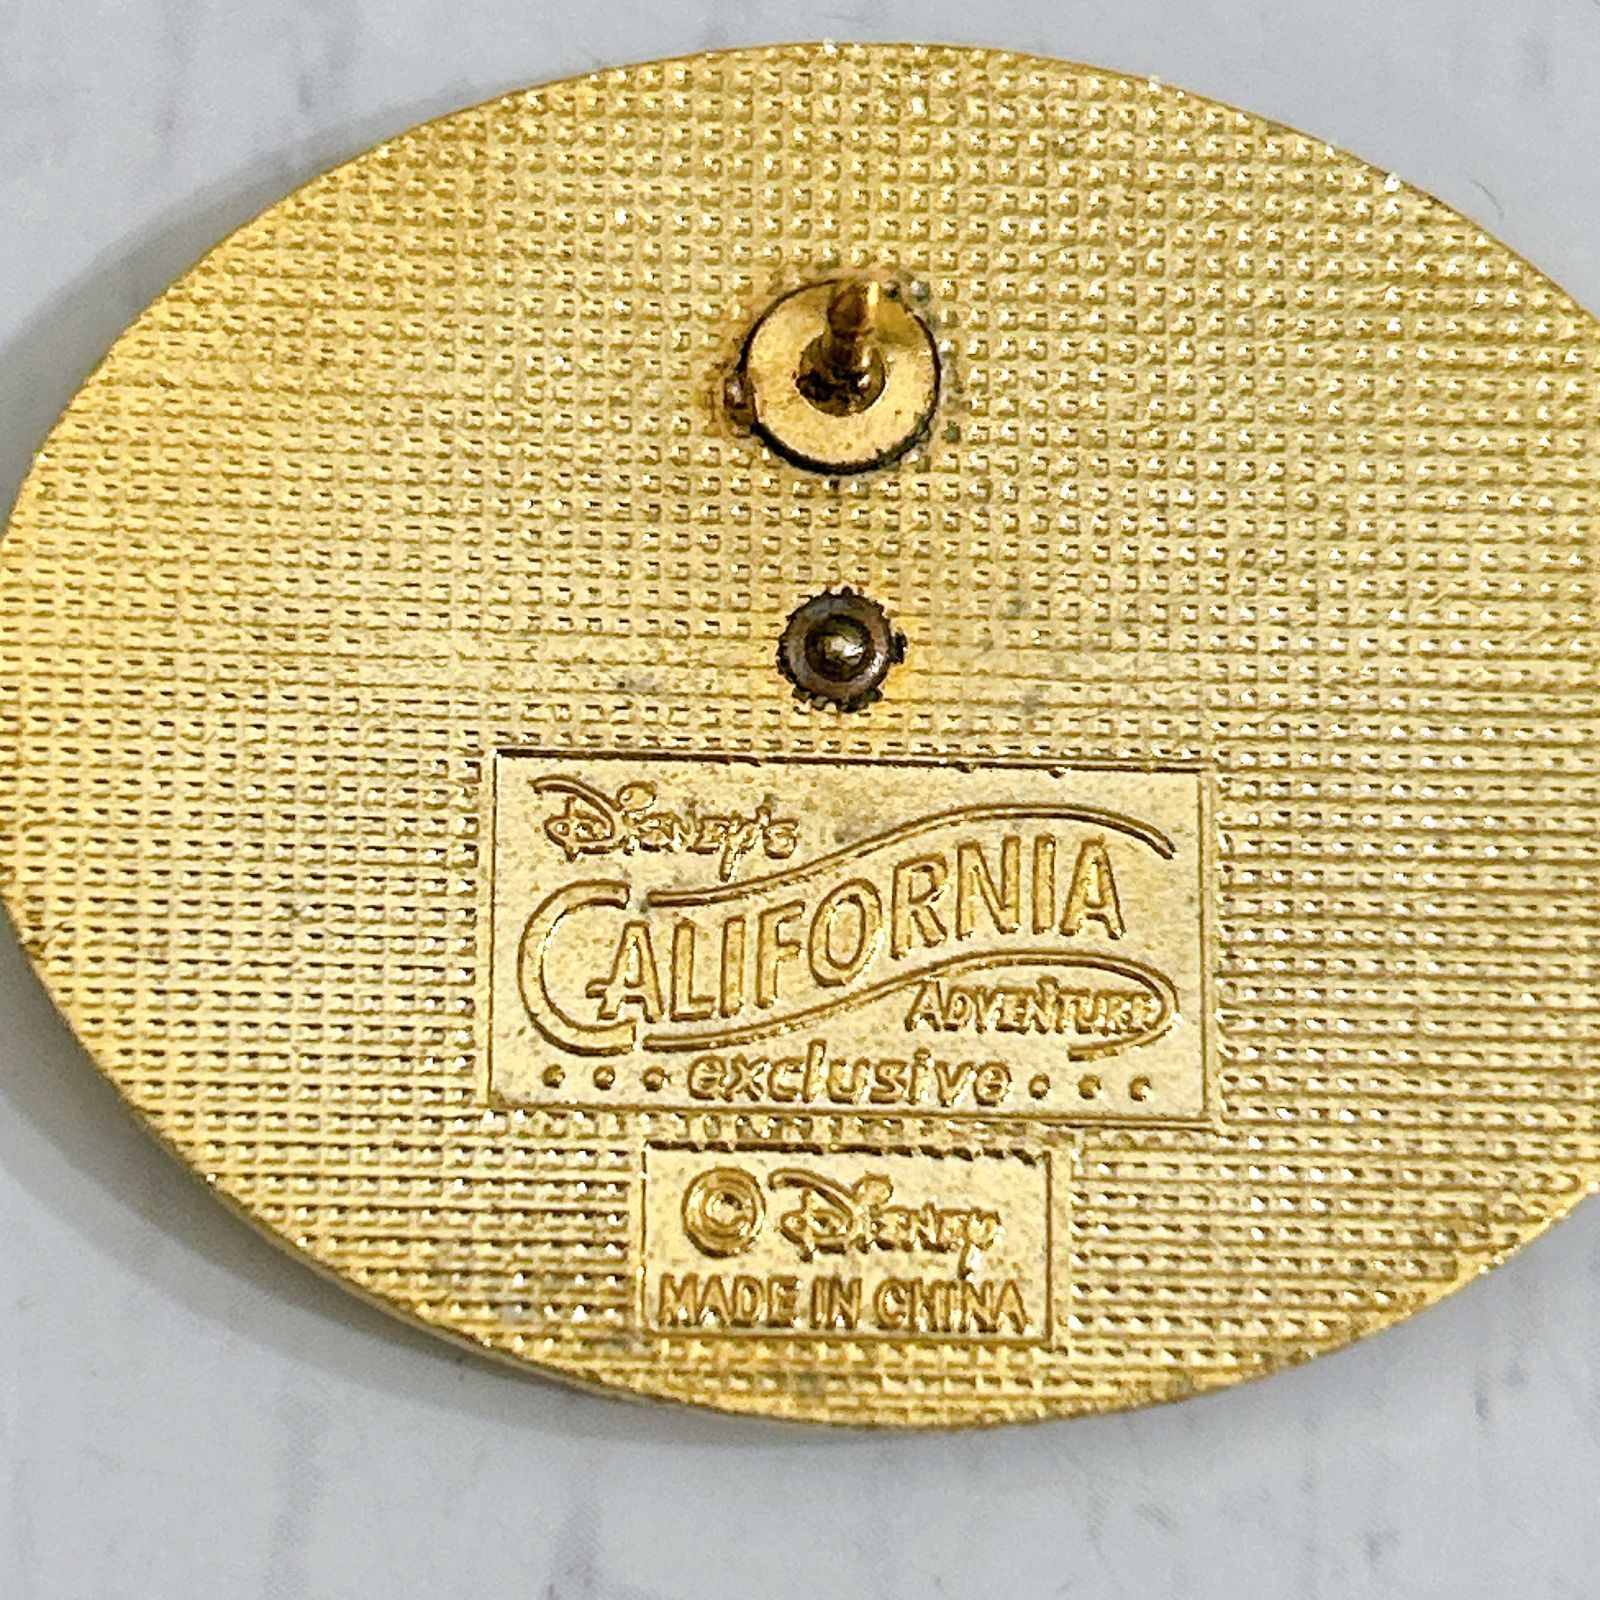 Disney's
CALIFORNIA
ADVENTURE
• • • exclusive • • •
© Disney
MADE IN CHINA